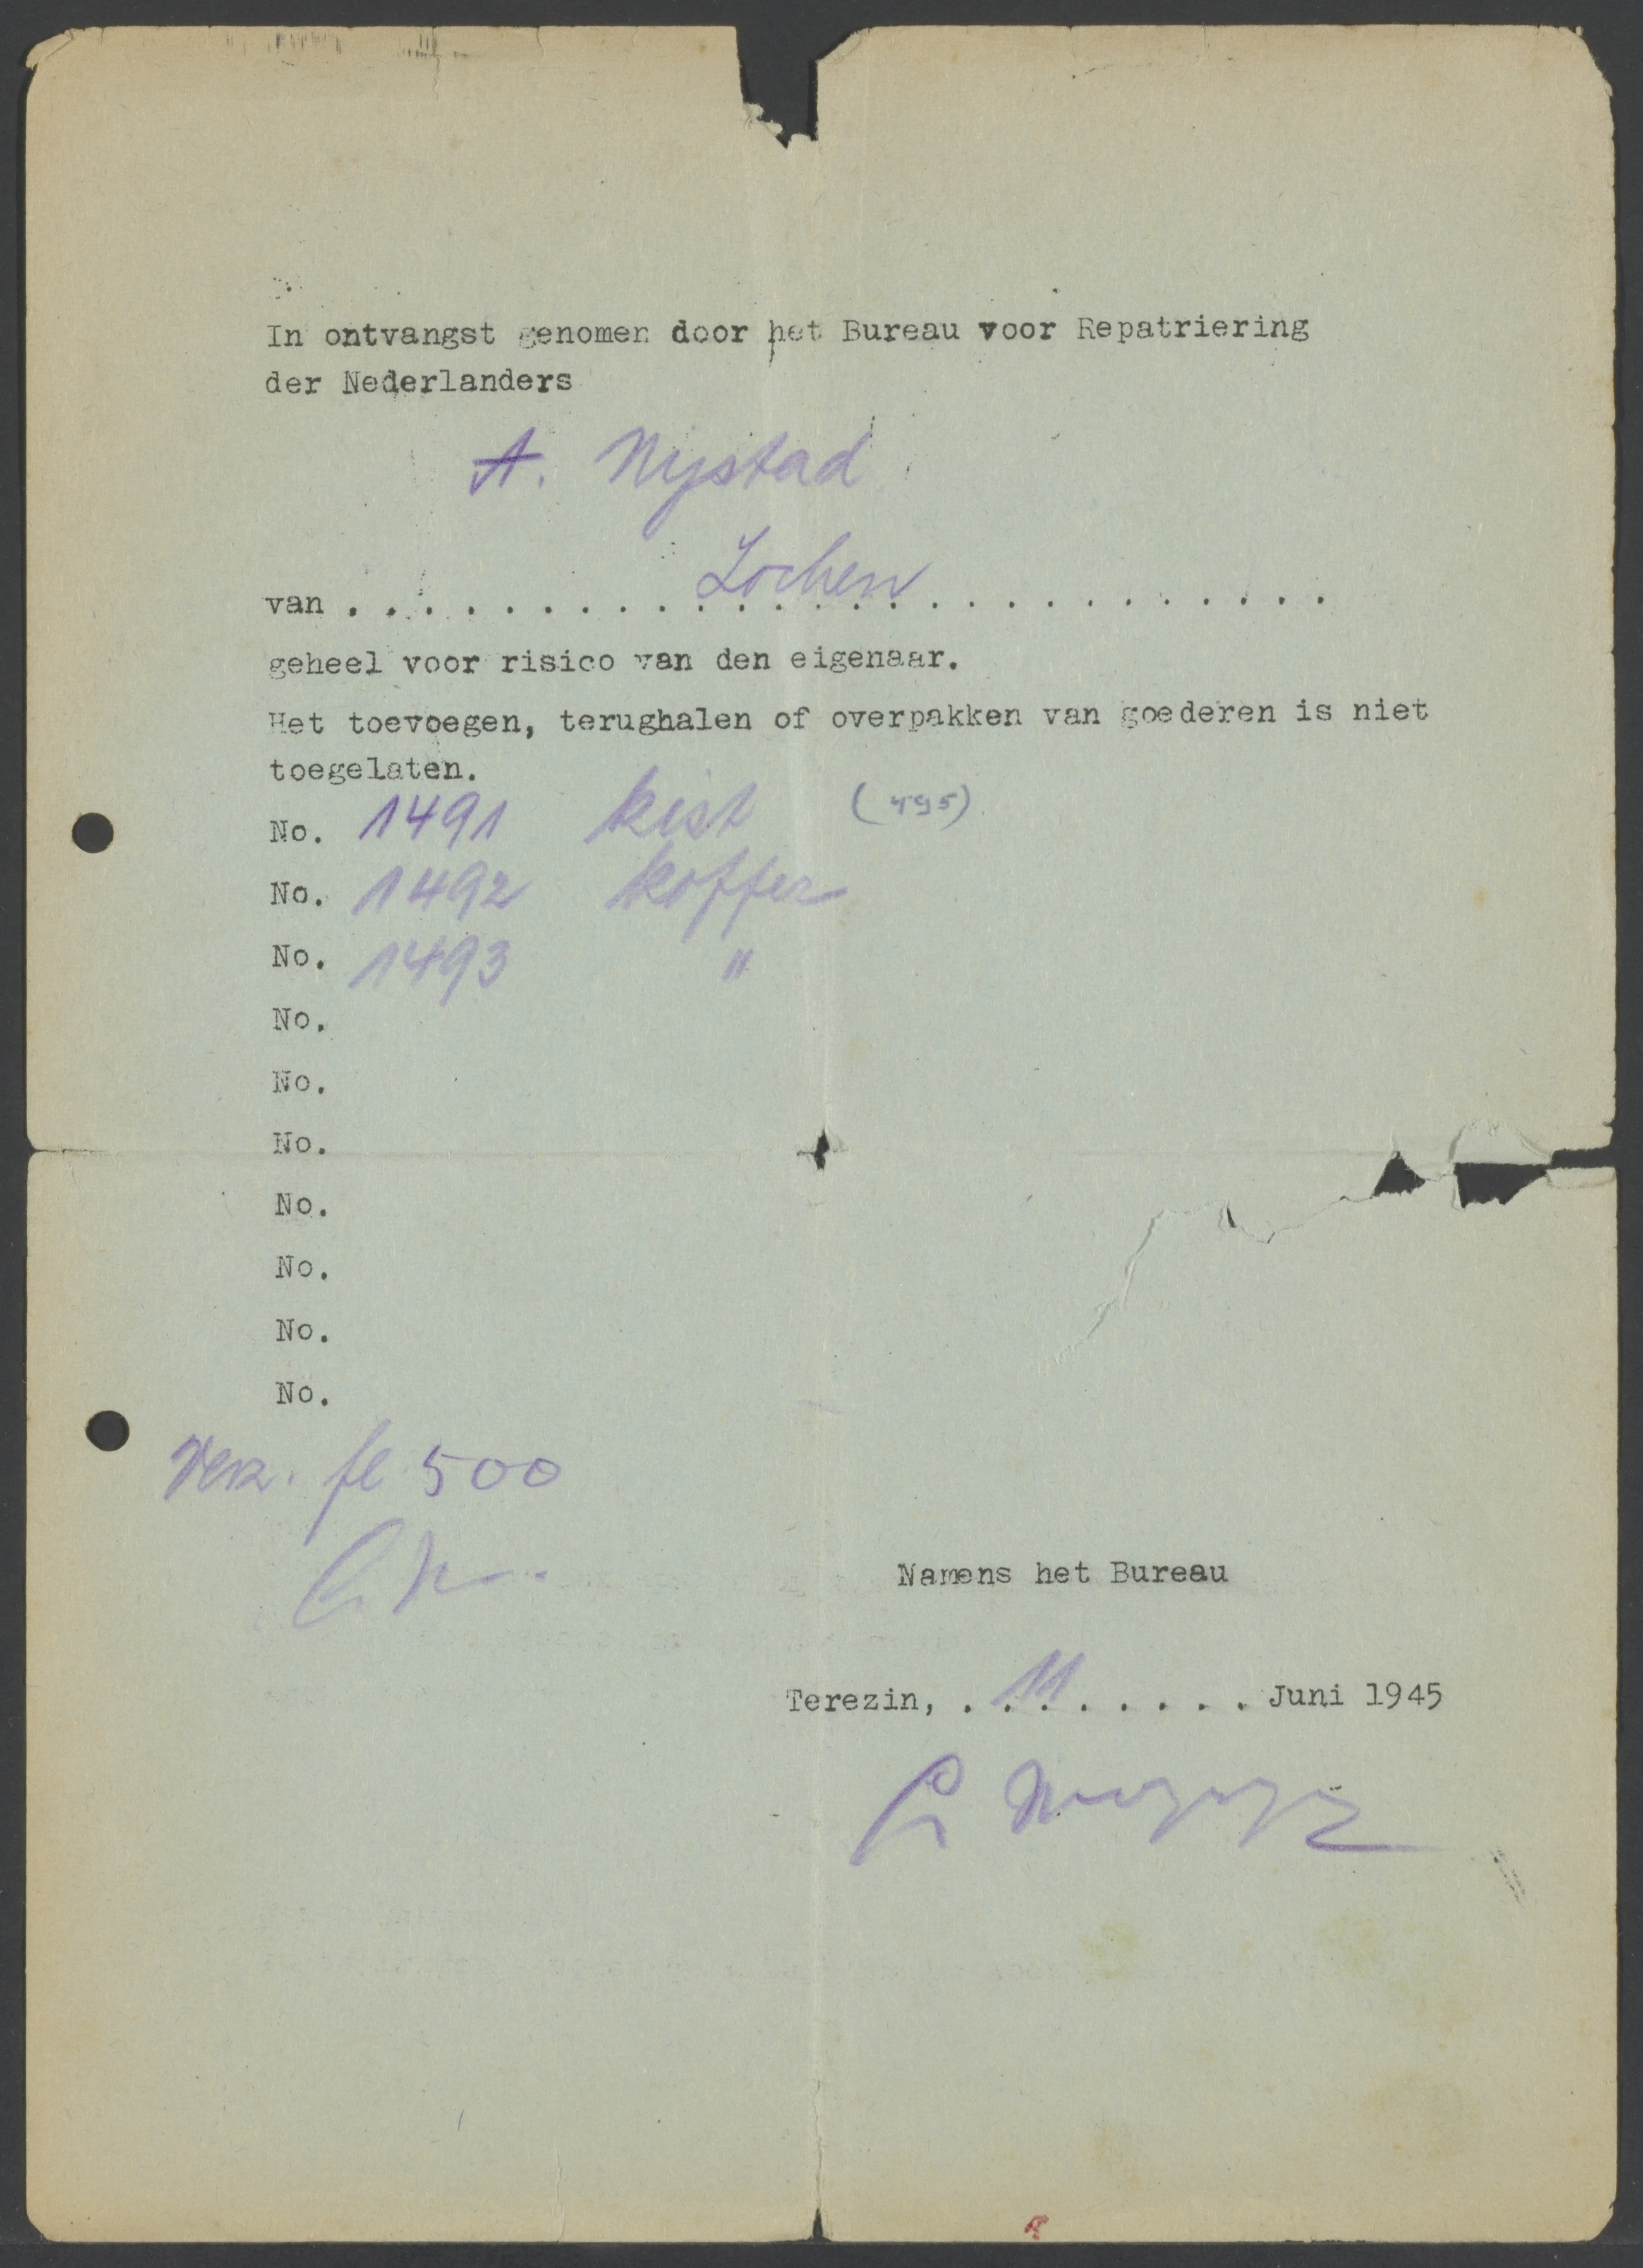 In ontvangst genomen door het Bureau voor Repatriering
der Nederlanders
A. Nystad
Lochem
van . . . . . . . . . . . . . . . . . . . . . . . . . .
geheel voor risico van den eigenaar.
Het toevoegen, terughalen of overpakken van goederen is niet
toegelaten.
No. 1491 kist (495)
No. 1492 koffer
No. 1493 "
No.
No.
No.
No.
No.
No.
No.
Verz. fl 500
Namens het Bureau
Terezin, . 11 . . . . . . Juni 1945